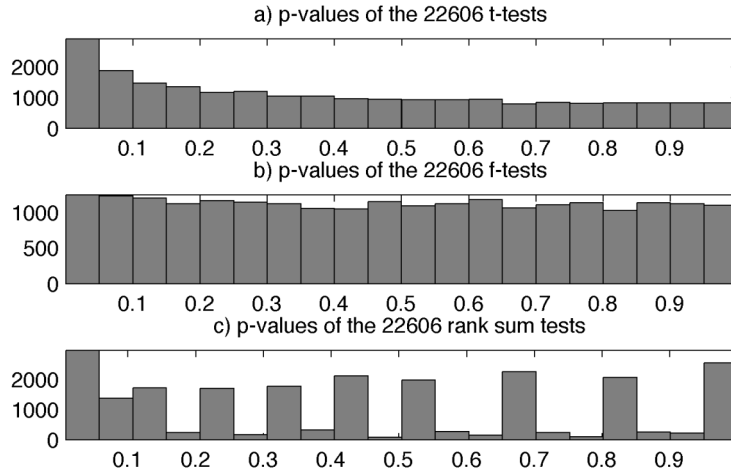 a) p-values of the 22606 t-tests
2000
1000
0
0.1 0.2 0.3 0.4 0.5 0.6 0.7 0.8 0.9
b) p-values of the 22606 f-tests
1000
500
0
0.1 0.2 0.3 0.4 0.5 0.6 0.7 0.8 0.9
c) p-values of the 22606 rank sum tests
2000
1000
0
0.1 0.2 0.3 0.4 0.5 0.6 0.7 0.8 0.9